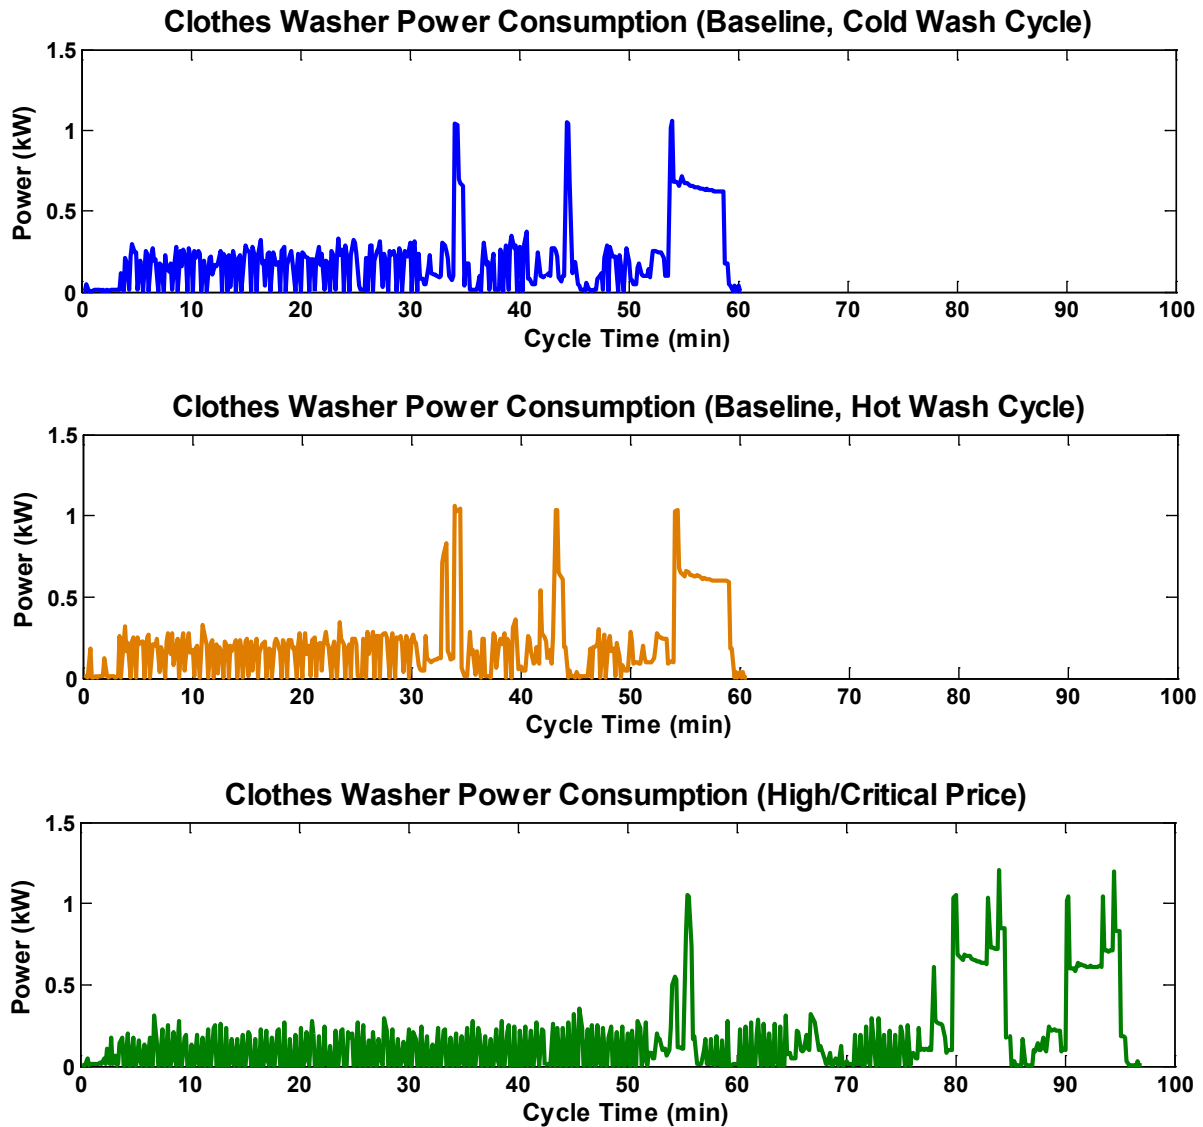 Clothes Washer Power Consumption (Baseline, Cold Wash Cycle)
1.5
1
0.5
0
Power (kW)
0 10 20 30 40 50 60 70 80 90 100
Cycle Time (min)
Clothes Washer Power Consumption (Baseline, Hot Wash Cycle)
1.5
1
0.5
0
Power (kW)
0 10 20 30 40 50 60 70 80 90 100
Cycle Time (min)
Clothes Washer Power Consumption (High/Critical Price)
1.5
1
0.5
0
Power (kW)
0 10 20 30 40 50 60 70 80 90 100
Cycle Time (min)